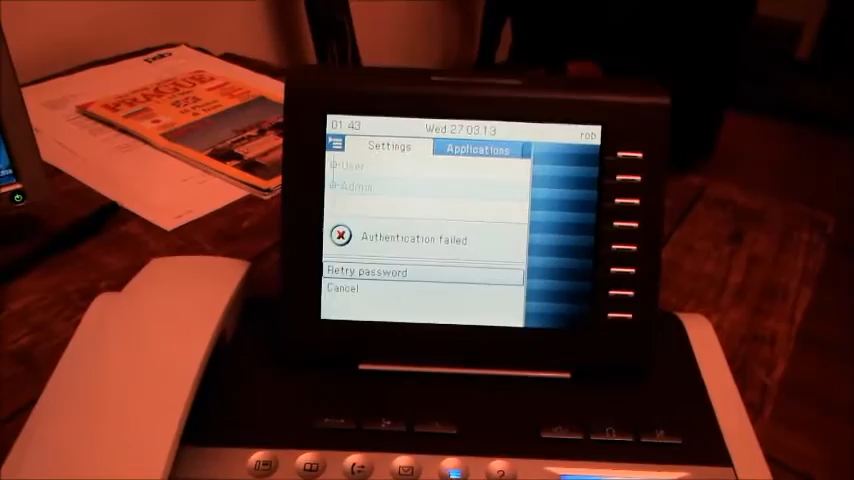 PRAGUE
01:43 Wed 27.03.13 rob
Settings Applications
User
Admin
Authentication failed
Retry password
Cancel
?